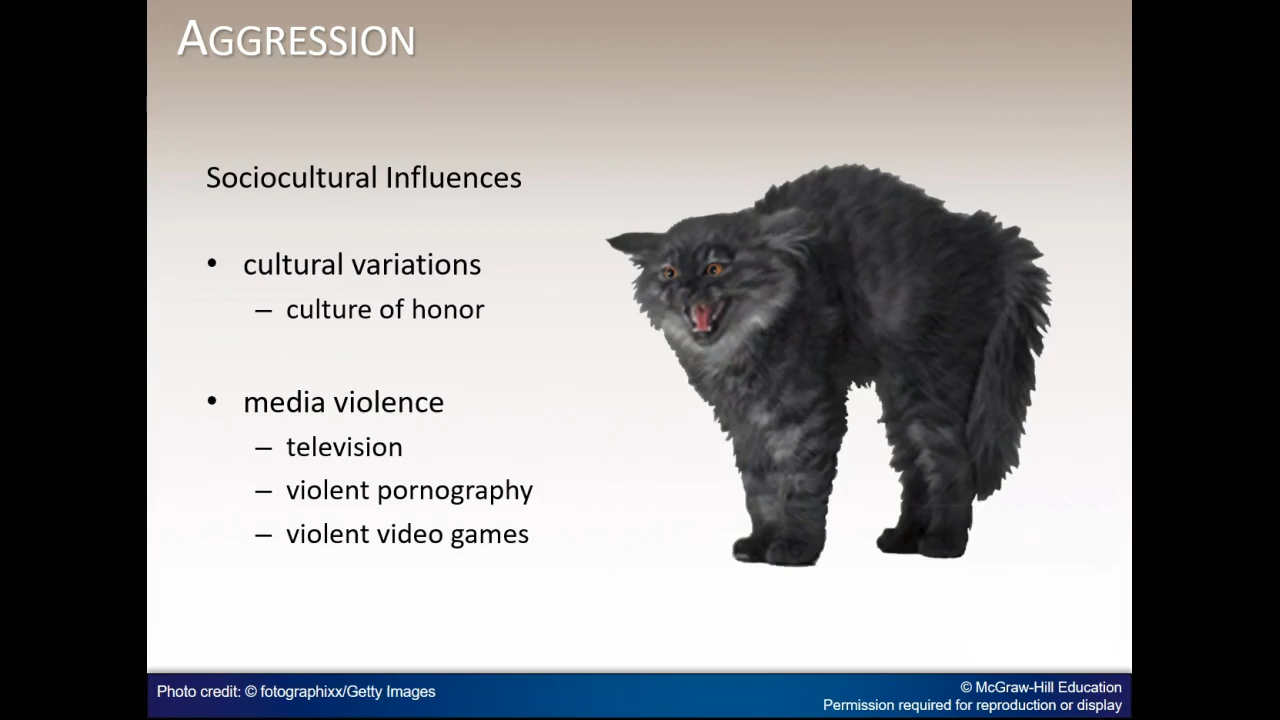 AGGRESSION
Sociocultural Influences
• cultural variations
– culture of honor
• media violence
– television
– violent pornography
– violent video games
Photo credit: © fotographixx/Getty Images
© McGraw-Hill Education
Permission required for reproduction or display